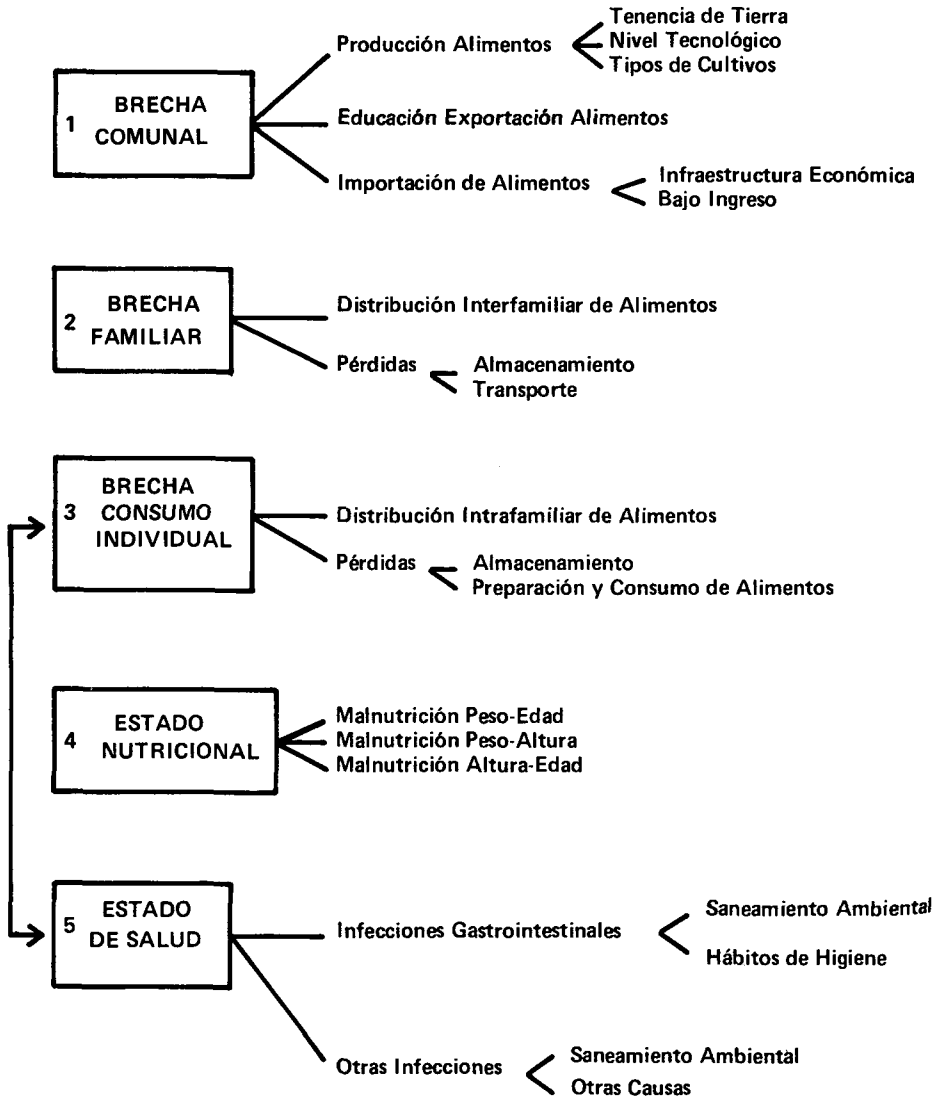 1 BRECHA
COMUNAL
Producción Alimentos
Tenencia de Tierra
Nivel Tecnológico
Tipos de Cultivos
Educación Exportación Alimentos
Importación de Alimentos
Infraestructura Económica
Bajo Ingreso
2 BRECHA
FAMILIAR
Distribución Interfamiliar de Alimentos
Pérdidas
Almacenamiento
Transporte
3 BRECHA
CONSUMO
INDIVIDUAL
Distribución Intrafamiliar de Alimentos
Pérdidas
Almacenamiento
Preparación y Consumo de Alimentos
4 ESTADO
NUTRICIONAL
Malnutrición Peso-Edad
Malnutrición Peso-Altura
Malnutrición Altura-Edad
5 ESTADO
DE SALUD
Infecciones Gastrointestinales
Saneamiento Ambiental
Hábitos de Higiene
Otras Infecciones
Saneamiento Ambiental
Otras Causas